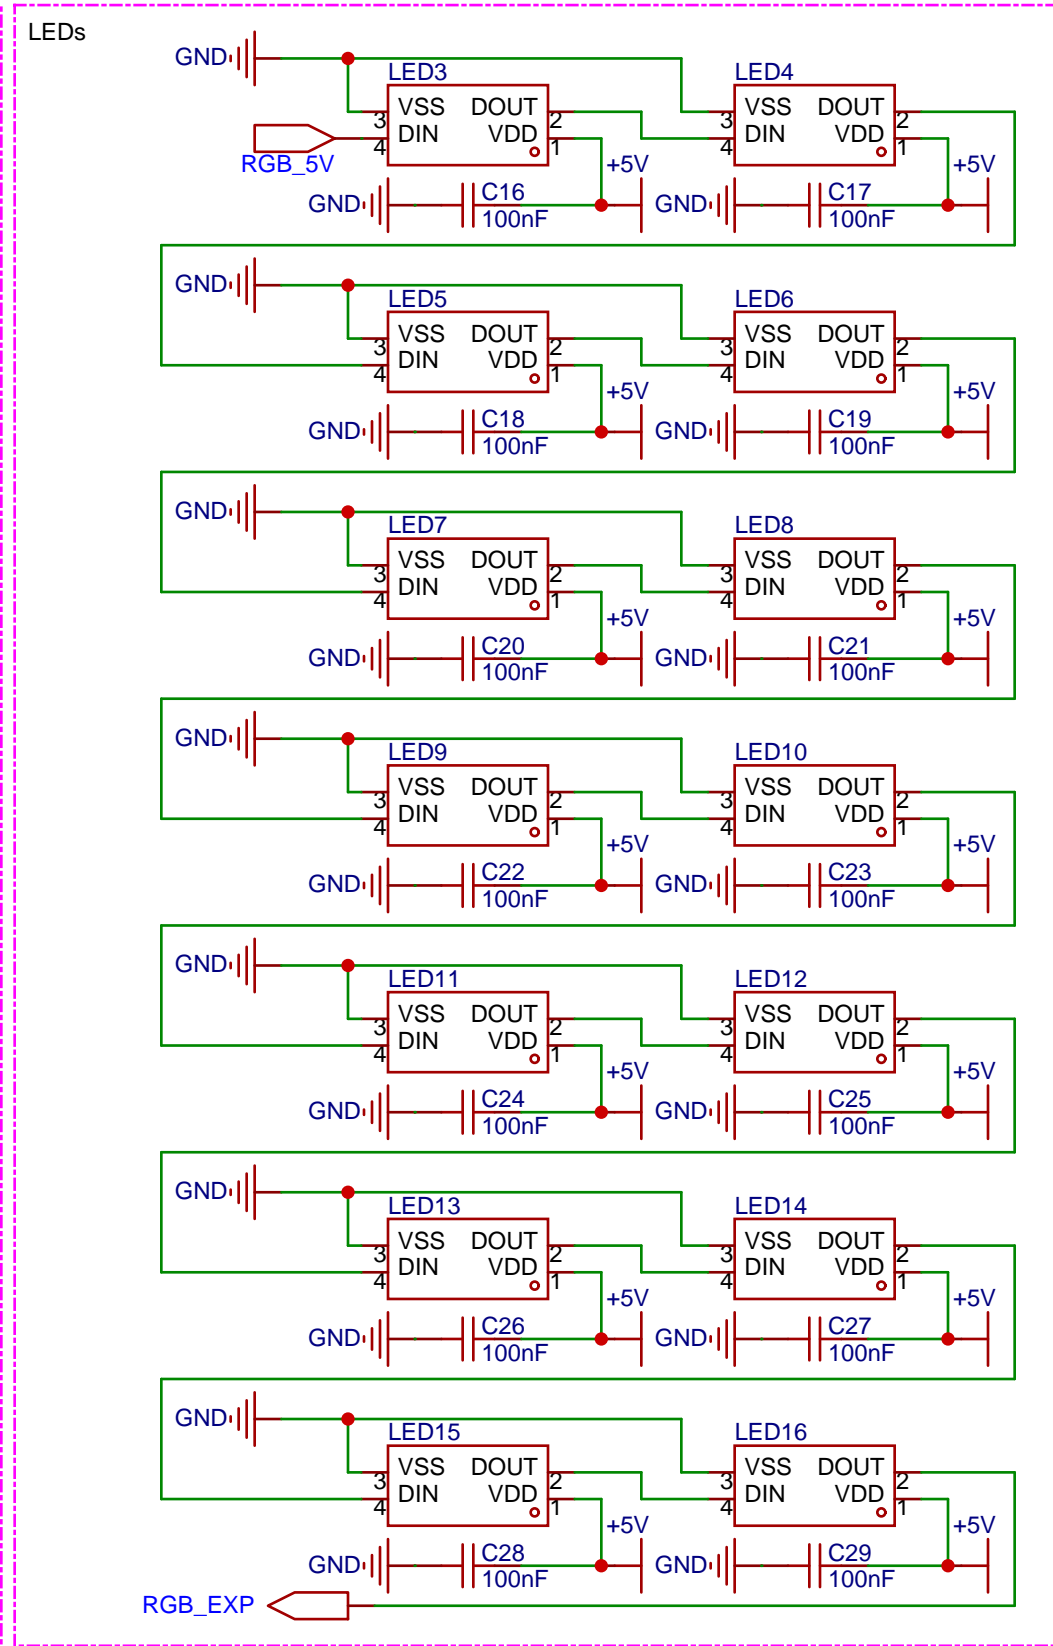 LEDs
GND
LED3
LED4
VSS DOUT
DIN VDD
3
4
2
1
VSS DOUT
DIN VDD
3
4
2
1
RGB_5V
+5V
+5V
GND
C16
100nF
GND
C17
100nF
GND
LED5
LED6
VSS DOUT
DIN VDD
3
4
2
1
VSS DOUT
DIN VDD
3
4
2
1
+5V
+5V
GND
C18
100nF
GND
C19
100nF
GND
LED7
LED8
VSS DOUT
DIN VDD
3
4
2
1
VSS DOUT
DIN VDD
3
4
2
1
+5V
+5V
GND
C20
100nF
GND
C21
100nF
GND
LED9
LED10
VSS DOUT
DIN VDD
3
4
2
1
VSS DOUT
DIN VDD
3
4
2
1
+5V
+5V
GND
C22
100nF
GND
C23
100nF
GND
LED11
LED12
VSS DOUT
DIN VDD
3
4
2
1
VSS DOUT
DIN VDD
3
4
2
1
+5V
+5V
GND
C24
100nF
GND
C25
100nF
GND
LED13
LED14
VSS DOUT
DIN VDD
3
4
2
1
VSS DOUT
DIN VDD
3
4
2
1
+5V
+5V
GND
C26
100nF
GND
C27
100nF
GND
LED15
LED16
VSS DOUT
DIN VDD
3
4
2
1
VSS DOUT
DIN VDD
3
4
2
1
+5V
+5V
GND
C28
100nF
GND
C29
100nF
RGB_EXP